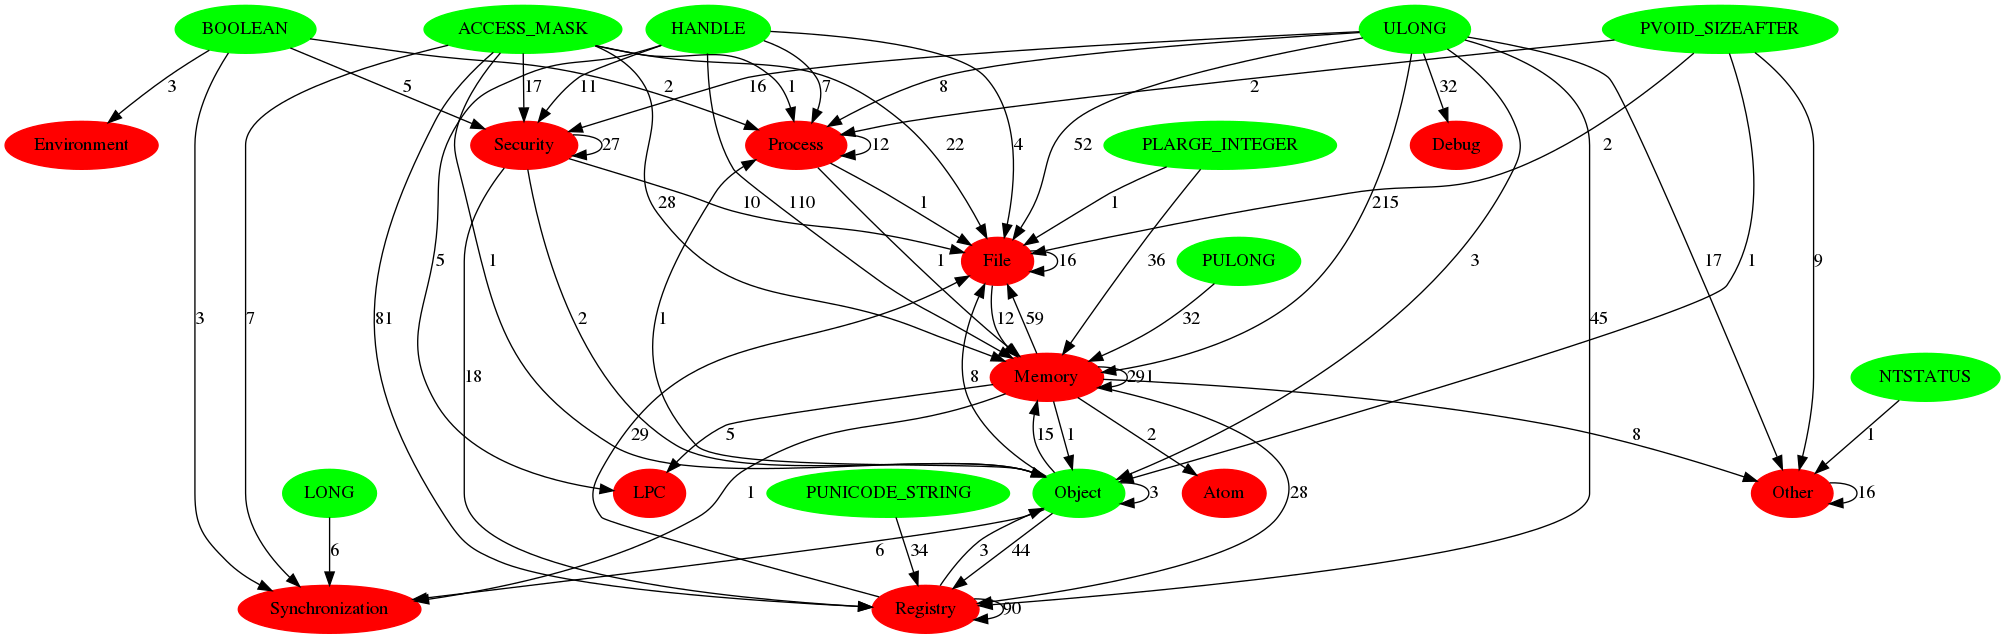 BOOLEAN ACCESS_MASK HANDLE ULONG PVOID_SIZEAFTER
3 5 2 17 11 1 7 16 8 2 32
Environment Security 27 Process 12 PLARGE_INTEGER Debug
10 1 22 4 52 1 2
28 110 215
5 1 1 File 16 36 PULONG 3 17 1 9
3 7 81 2 1 12 59 32 45
18 8 Memory 291 NTSTATUS
29 5 15 1 2 28 8 1
LONG LPC 1 PUNICODE_STRING Object 3 Atom Other 16
6 6 34 3 44
Synchronization Registry 90